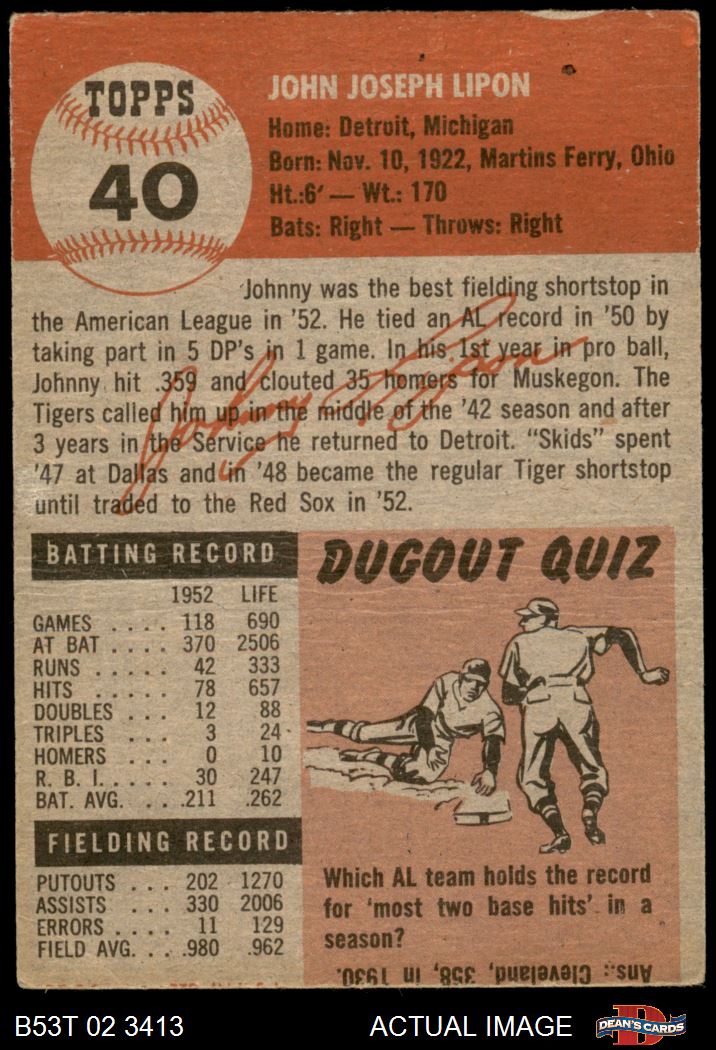 TOPPS
40
JOHN JOSEPH LIPON
Home: Detroit, Michigan
Born: Nov. 10, 1922, Martins Ferry, Ohio
Ht.:6' — Wt.: 170
Bats: Right — Throws: Right
Johnny was the best fielding shortstop in
the American League in '52. He tied an AL record in '50 by
taking part in 5 DP's in 1 game. In his 1st year in pro ball,
Johnny hit .359 and clouted 35 homers for Muskegon. The
Tigers called him up in the middle of the '42 season and after
3 years in the Service he returned to Detroit. "Skids" spent
'47 at Dallas and in '48 became the regular Tiger shortstop
until traded to the Red Sox in '52.
Johnny Lipon
BATTING RECORD
1952 LIFE
GAMES .... 118 690
AT BAT .... 370 2506
RUNS .... 42 333
HITS ..... 78 657
DOUBLES ... 12 88
TRIPLES ... 3 24
HOMERS ... 0 10
R. B. I. .... 30 247
BAT. AVG. ... .211 .262
FIELDING RECORD
PUTOUTS ... 202 1270
ASSISTS ... 330 2006
ERRORS .... 11 129
FIELD AVG. ... .980 .962
DUGOUT QUIZ
Which AL team holds the record
for 'most two base hits' in a
season?
Ans.: Cleveland, 358, in 1930.
B53T 02 3413
ACTUAL IMAGE
DEAN'S CARDS